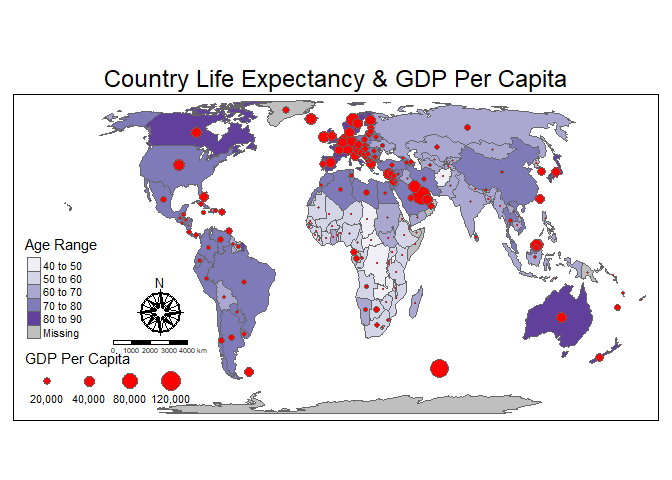 Country Life Expectancy & GDP Per Capita
Age Range
40 to 50
50 to 60
60 to 70
70 to 80
80 to 90
Missing
N
0 1000 2000 3000 4000 km
GDP Per Capita
20,000 40,000 80,000 120,000